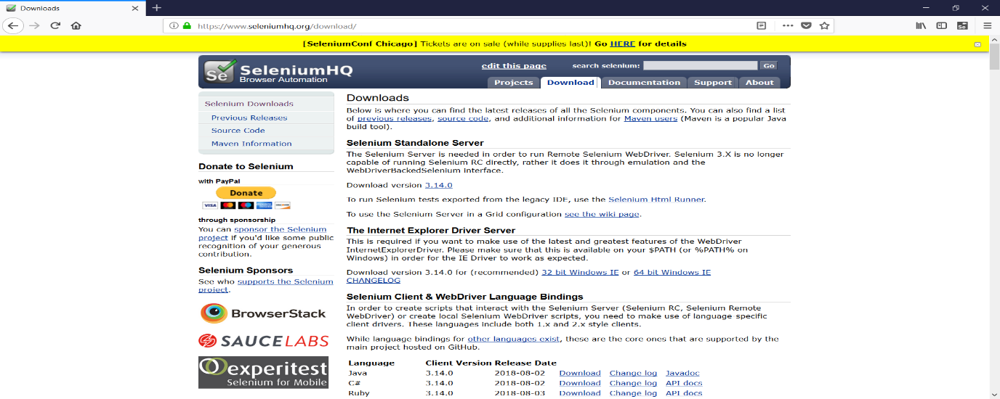 Downloads
https://www.seleniumhq.org/download/
Se
[SeleniumConf Chicago] Tickets are on sale (while supplies last)! Go HERE for details
Se
SeleniumHQ
Browser Automation
edit this page
search selenium:
Go
Projects
Download
Documentation
Support
About
Selenium Downloads
Previous Releases
Source Code
Maven Information
Donate to Selenium
with PayPal
Donate
VISA
through sponsorship
You can sponsor the Selenium
project if you'd like some public
recognition of your generous
contribution.
Selenium Sponsors
See who supports the Selenium
project.
BrowserStack
SAUCELABS
experitest
Selenium for Mobile
Downloads
Below is where you can find the latest releases of all the Selenium components. You can also find a list
of previous releases, source code, and additional information for Maven users (Maven is a popular Java
build tool).
Selenium Standalone Server
The Selenium Server is needed in order to run Remote Selenium WebDriver. Selenium 3.X is no longer
capable of running Selenium RC directly, rather it does it through emulation and the
WebDriverBackedSelenium interface.
Download version 3.14.0
To run Selenium tests exported from the legacy IDE, use the Selenium Html Runner.
To use the Selenium Server in a Grid configuration see the wiki page.
The Internet Explorer Driver Server
This is required if you want to make use of the latest and greatest features of the WebDriver
InternetExplorerDriver. Please make sure that this is available on your $PATH (or %PATH% on
Windows) in order for the IE Driver to work as expected.
Download version 3.14.0 for (recommended) 32 bit Windows IE or 64 bit Windows IE
CHANGELOG
Selenium Client & WebDriver Language Bindings
In order to create scripts that interact with the Selenium Server (Selenium RC, Selenium Remote
WebDriver) or create local Selenium WebDriver scripts, you need to make use of language specific
client drivers. These languages include both 1.x and 2.x style clients.
While language bindings for other languages exist, these are the core ones that are supported by the
main project hosted on GitHub.
Language Client Version Release Date
Java 3.14.0 2018-08-02 Download Change log Javadoc
C# 3.14.0 2018-08-02 Download Change log API docs
Ruby 3.14.0 2018-08-03 Download Change log API docs